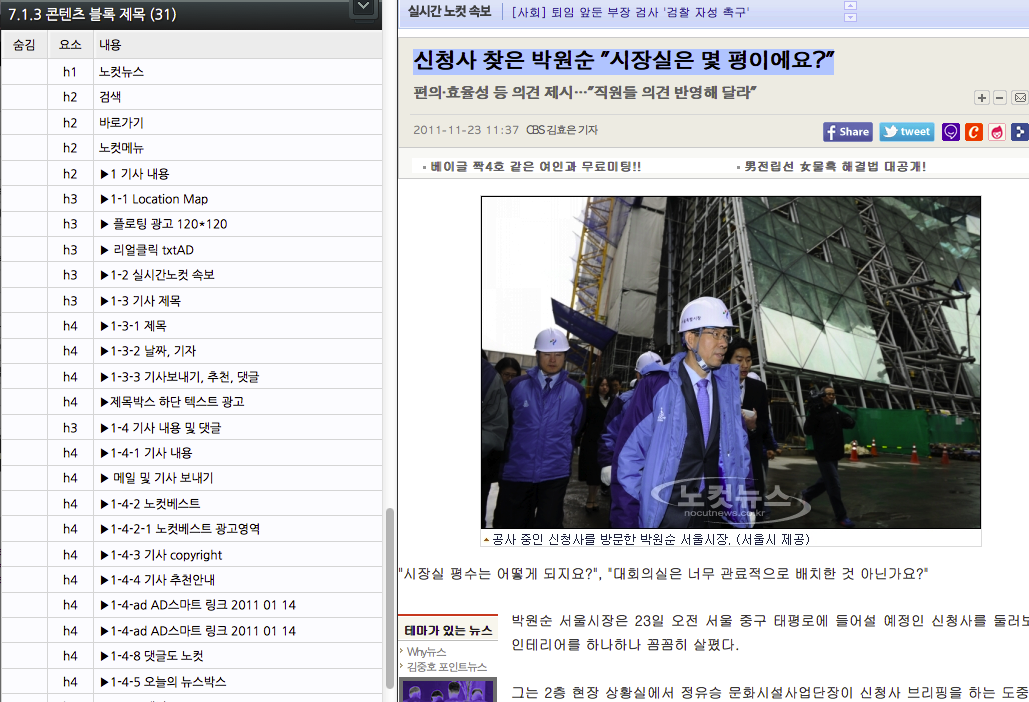 7.1.3 콘텐츠 블록 제목 (31)
숨김 요소 내용
h1 노컷뉴스
h2 검색
h2 바로가기
h2 노컷메뉴
h2 ▶1 기사 내용
h3 ▶1-1 Location Map
h3 ▶ 플로팅 광고 120*120
h3 ▶ 리얼클릭 txtAD
h3 ▶1-2 실시간노컷 속보
h3 ▶1-3 기사 제목
h4 ▶1-3-1 제목
h4 ▶1-3-2 날짜, 기자
h4 ▶1-3-3 기사보내기, 추천, 댓글
h4 ▶제목박스 하단 텍스트 광고
h3 ▶1-4 기사 내용 및 댓글
h4 ▶1-4-1 기사 내용
h4 ▶ 메일 및 기사 보내기
h4 ▶1-4-2 노컷베스트
h4 ▶1-4-2-1 노컷베스트 광고영역
h4 ▶1-4-3 기사 copyright
h4 ▶1-4-4 기사 추천안내
h4 ▶1-4-ad AD스마트 링크 2011 01 14
h4 ▶1-4-ad AD스마트 링크 2011 01 14
h4 ▶1-4-8 댓글도 노컷
h4 ▶1-4-5 오늘의 뉴스박스
실시간 노컷 속보 [사회] 퇴임 앞둔 부장 검사 '검찰 자성 촉구'
신청사 찾은 박원순 "시장실은 몇 평이에요?"
편의·효율성 등 의견 제시…"직원들 의견 반영해 달라"
2011-11-23 11:37 CBS 김효은 기자
Share tweet
베이글 짝4호 같은 여인과 무료미팅!!
男전립선 女물혹 해결법 대공개!
노컷뉴스
nocutnews.co.kr
공사 중인 신청사를 방문한 박원순 서울시장. (서울시 제공)
"시장실 평수는 어떻게 되지요?", "대회의실은 너무 관료적으로 배치한 것 아닌가요?"
테마가 있는 뉴스
Why뉴스
김중호 포인트뉴스
박원순 서울시장은 23일 오전 서울 중구 태평로에 들어설 예정인 신청사를 둘러보
인테리어를 하나하나 꼼꼼히 살폈다.
그는 2층 현장 상황실에서 정유승 문화시설사업단장이 신청사 브리핑을 하는 도중